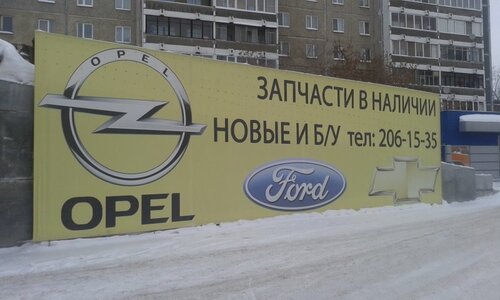 OPEL
OPEL
ЗАПЧАСТИ В НАЛИЧИИ
НОВЫЕ И Б/У тел: 206-15-35
Ford